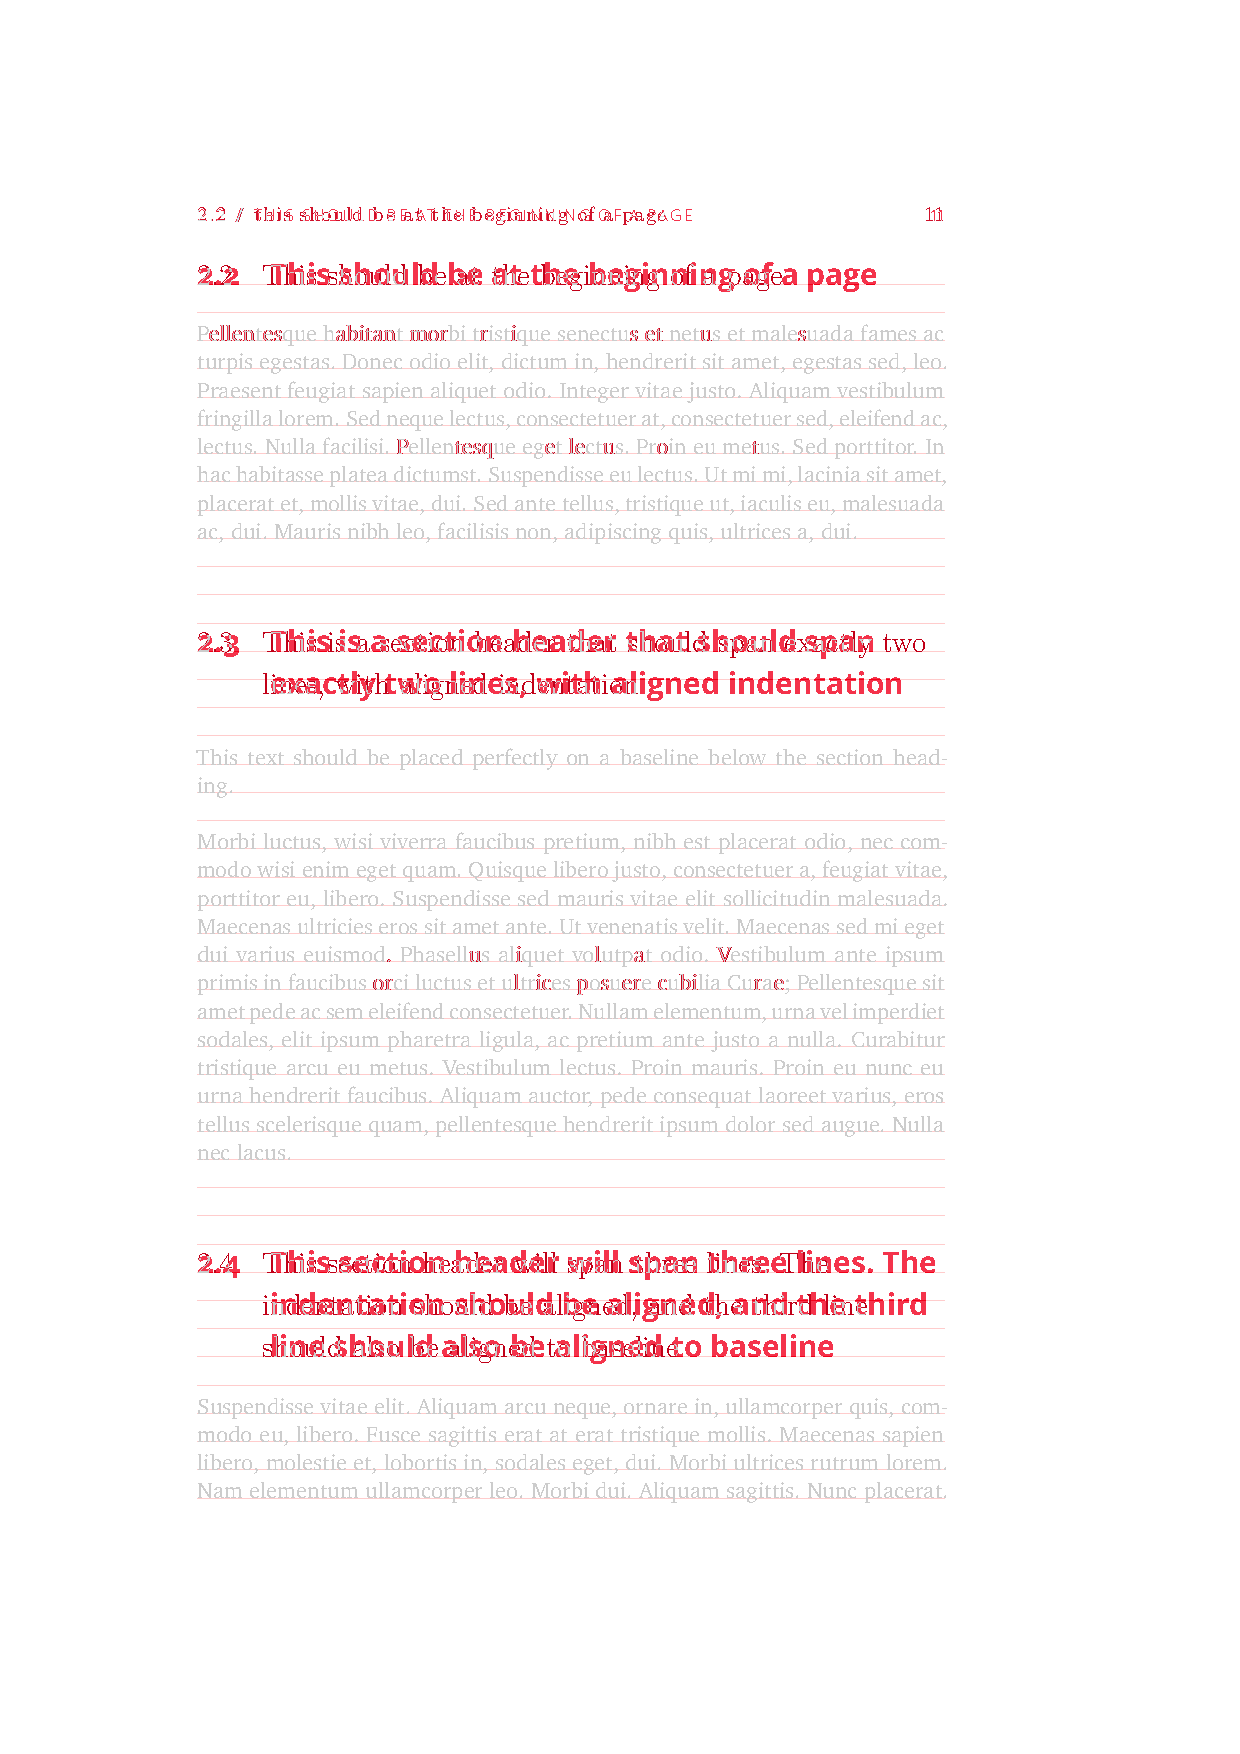 2.2 / this should be at the beginning of a page 11
2.2 This should be at the beginning of a page
Pellentesque habitant morbi tristique senectus et netus et malesuada fames ac
turpis egestas. Donec odio elit, dictum in, hendrerit sit amet, egestas sed, leo.
Praesent feugiat sapien aliquet odio. Integer vitae justo. Aliquam vestibulum
fringilla lorem. Sed neque lectus, consectetuer at, consectetuer sed, eleifend ac,
lectus. Nulla facilisi. Pellentesque eget lectus. Proin eu metus. Sed porttitor. In
hac habitasse platea dictumst. Suspendisse eu lectus. Ut mi mi, lacinia sit amet,
placerat et, mollis vitae, dui. Sed ante tellus, tristique ut, iaculis eu, malesuada
ac, dui. Mauris nibh leo, facilisis non, adipiscing quis, ultrices a, dui.
2.3 This is a section header that should span exactly two
lines, with aligned indentation
This text should be placed perfectly on a baseline below the section head-
ing.
Morbi luctus, wisi viverra faucibus pretium, nibh est placerat odio, nec com-
modo wisi enim eget quam. Quisque libero justo, consectetuer a, feugiat vitae,
porttitor eu, libero. Suspendisse sed mauris vitae elit sollicitudin malesuada.
Maecenas ultricies eros sit amet ante. Ut venenatis velit. Maecenas sed mi eget
dui varius euismod. Phasellus aliquet volutpat odio. Vestibulum ante ipsum
primis in faucibus orci luctus et ultrices posuere cubilia Curae; Pellentesque sit
amet pede ac sem eleifend consectetuer. Nullam elementum, urna vel imperdiet
sodales, elit ipsum pharetra ligula, ac pretium ante justo a nulla. Curabitur
tristique arcu eu metus. Vestibulum lectus. Proin mauris. Proin eu nunc eu
urna hendrerit faucibus. Aliquam auctor, pede consequat laoreet varius, eros
tellus scelerisque quam, pellentesque hendrerit ipsum dolor sed augue. Nulla
nec lacus.
2.4 This section header will span three lines. The
indentation should be aligned, and the third line
should also be aligned to baseline
Suspendisse vitae elit. Aliquam arcu neque, ornare in, ullamcorper quis, com-
modo eu, libero. Fusce sagittis erat at erat tristique mollis. Maecenas sapien
libero, molestie et, lobortis in, sodales eget, dui. Morbi ultrices rutrum lorem.
Nam elementum ullamcorper leo. Morbi dui. Aliquam sagittis. Nunc placerat.